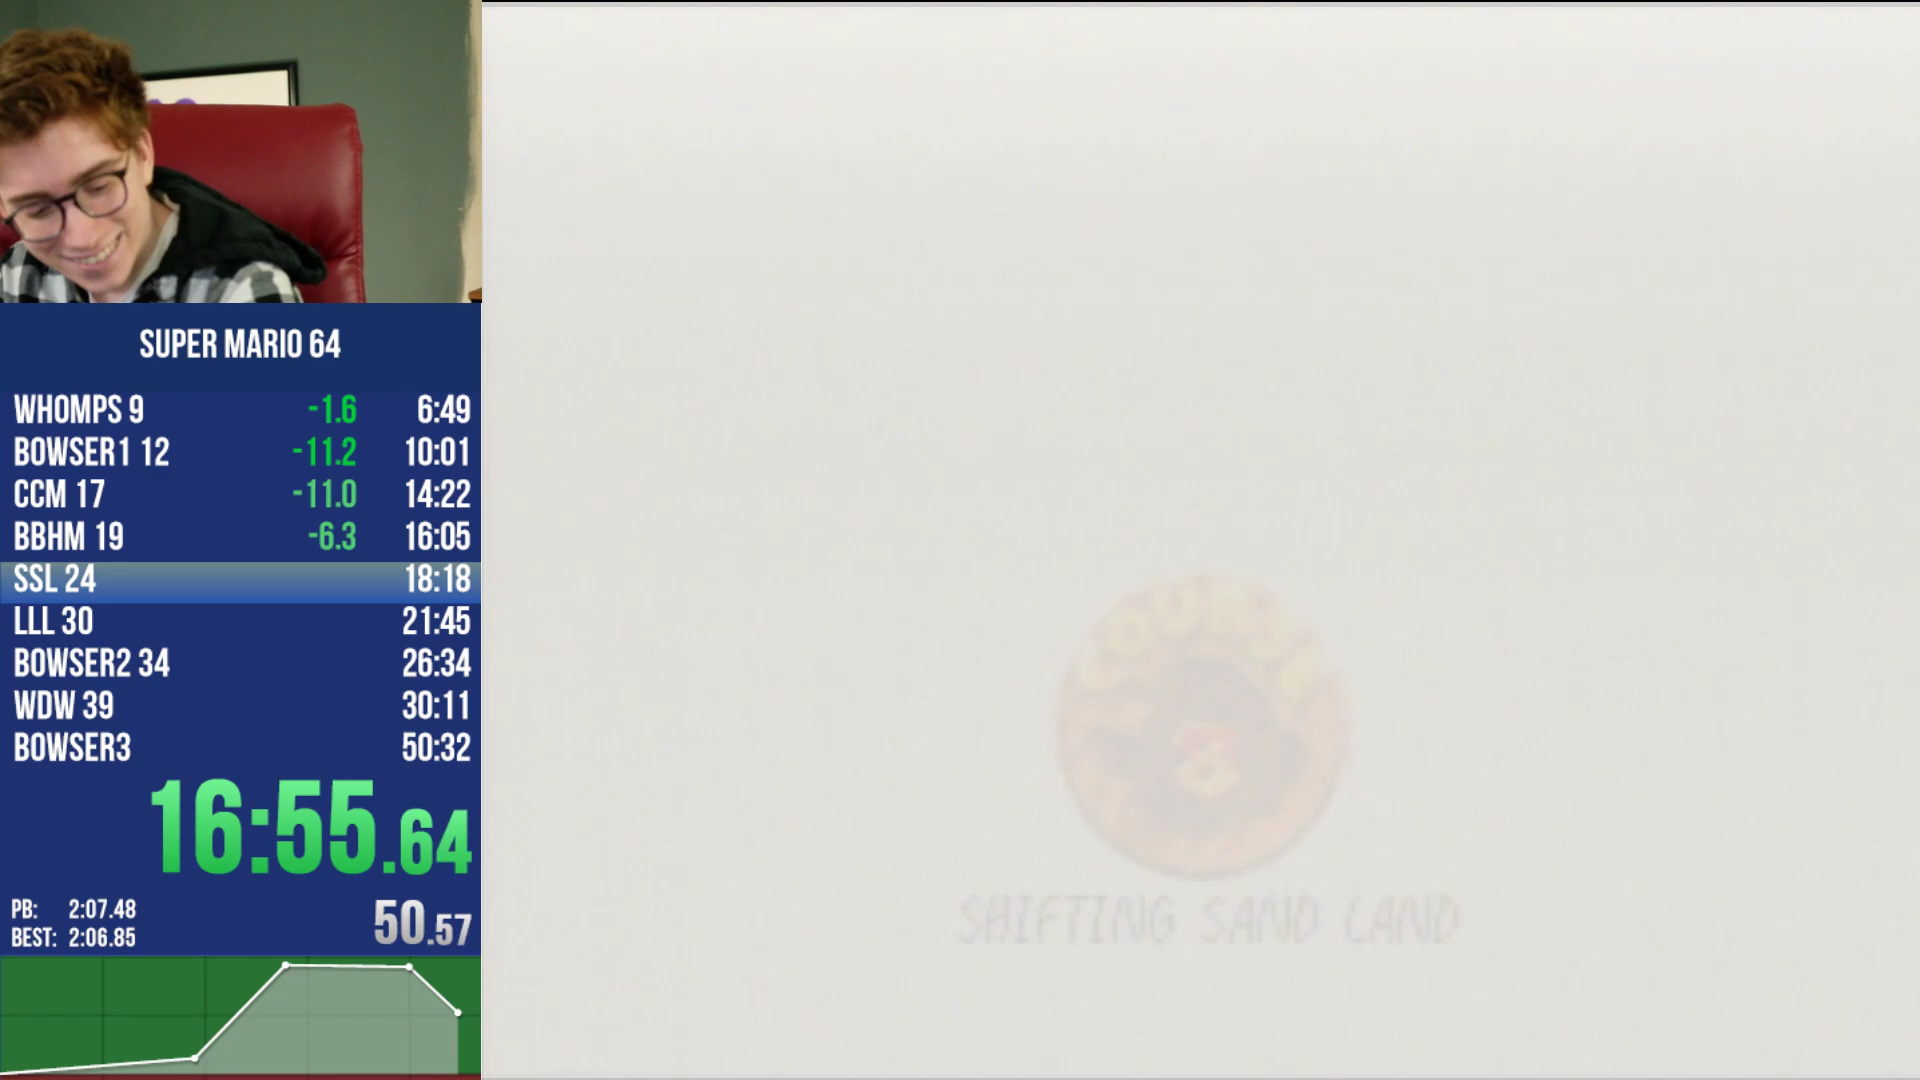 SUPER MARIO 64
WHOMPS 9 -1.6 6:49
BOWSER1 12 -11.2 10:01
CCM 17 -11.0 14:22
BBHM 19 -6.3 16:05
SSL 24 18:18
LLL 30 21:45
BOWSER2 34 26:34
WDW 39 30:11
BOWSER3 50:32
16:55.64
PB: 2:07.48 50.57
BEST: 2:06.85
COURSE
8
SHIFTING SAND LAND